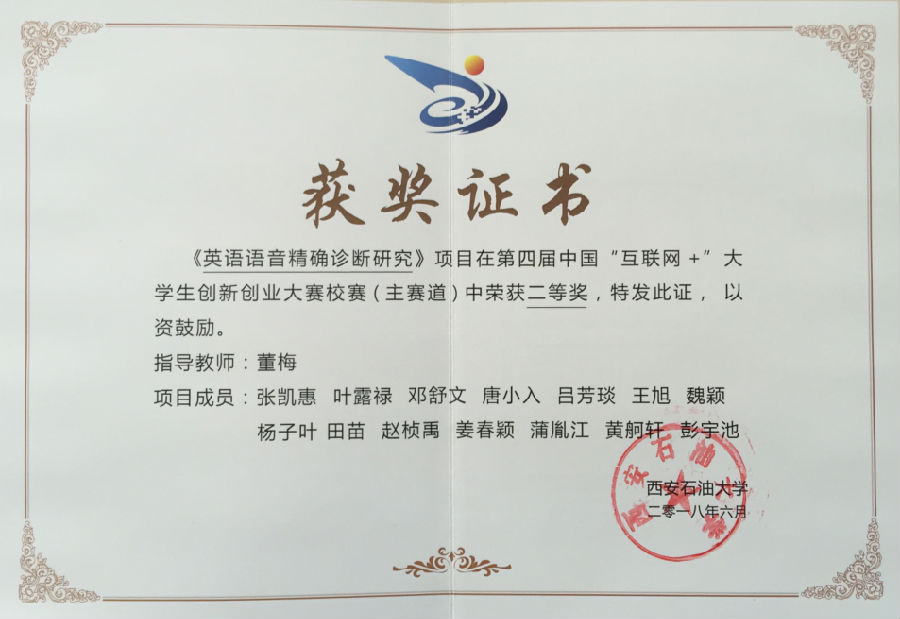 获奖证书
《英语语音精确诊断研究》项目在第四届中国“互联网+”大
学生创新创业大赛校赛(主赛道)中荣获二等奖，特发此证，以
资鼓励。
指导教师：董梅
项目成员：张凯惠 叶露禄 邓舒文 唐小入 吕芳琰 王旭 魏颖
杨子叶 田苗 赵桢禹 姜春颖 蒲胤江 黄舸轩 彭宇池
西安石油大学
西安石油大学
二零一八年六月